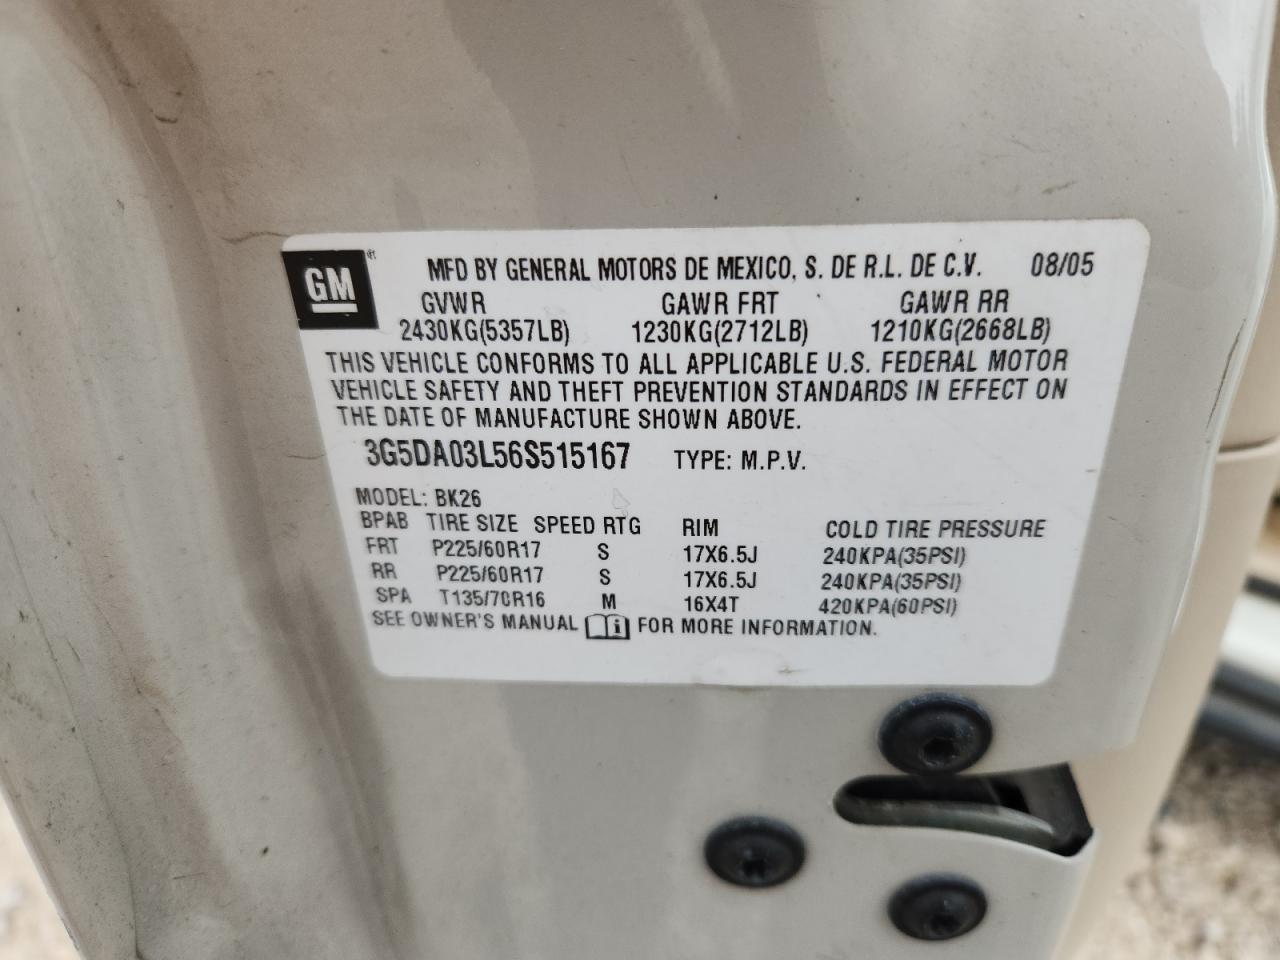 GM
MFD BY GENERAL MOTORS DE MEXICO, S. DE R.L. DE C.V. 08/05
GVWR GAWR FRT GAWR RR
2430KG(5357LB) 1230KG(2712LB) 1210KG(2668LB)
THIS VEHICLE CONFORMS TO ALL APPLICABLE U.S. FEDERAL MOTOR
VEHICLE SAFETY AND THEFT PREVENTION STANDARDS IN EFFECT ON
THE DATE OF MANUFACTURE SHOWN ABOVE.
3G5DA03L56S515167 TYPE: M.P.V.
MODEL: BK26
BPAB TIRE SIZE SPEED RTG RIM COLD TIRE PRESSURE
FRT P225/60R17 S 17X6.5J 240KPA(35PSI)
RR P225/60R17 S 17X6.5J 240KPA(35PSI)
SPA T135/70R16 M 16X4T 420KPA(60PSI)
SEE OWNER'S MANUAL i FOR MORE INFORMATION.